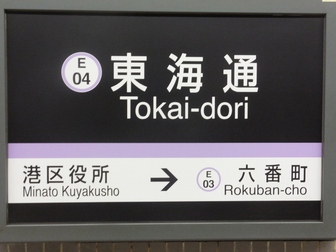 E
04
東海通
Tokai-dori
港区役所
Minato Kuyakusho
→
E
03
六番町
Rokuban-cho